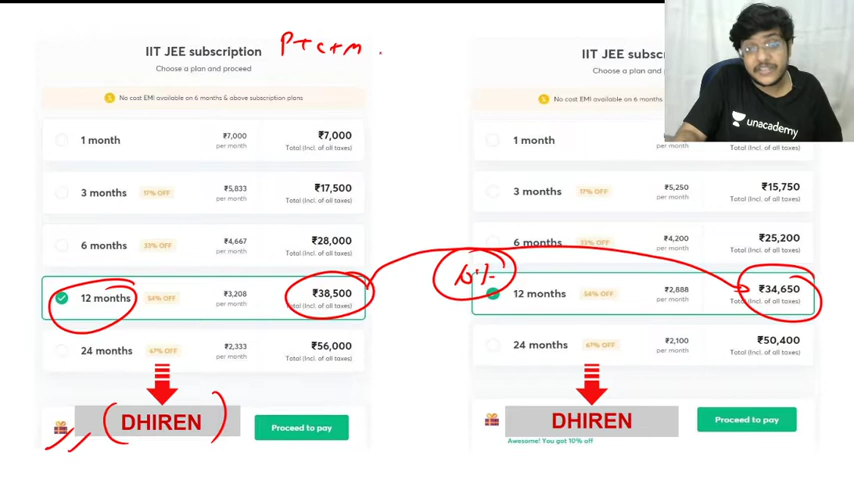 IIT JEE subscription P+C+M .
Choose a plan and proceed
No cost EMI available on 6 months & above subscription plans
1 month ₹7,000 per month ₹7,000 Total (Incl. of all taxes)
3 months 17% OFF ₹5,833 per month ₹17,500 Total (Incl. of all taxes)
6 months 33% OFF ₹4,667 per month ₹28,000 Total (Incl. of all taxes)
12 months 54% OFF ₹3,208 per month ₹38,500 Total (Incl. of all taxes)
24 months 67% OFF ₹2,333 per month ₹56,000 Total (Incl. of all taxes)
DHIREN
Proceed to pay
IIT JEE subsc
Choose a plan and p
No cost EMI available on 6 months
unacademy
1 month
3 months 17% OFF ₹5,250 per month ₹15,750 Total (Incl. of all taxes)
6 months 33% OFF ₹4,200 per month ₹25,200 Total (Incl. of all taxes)
10%
12 months 54% OFF ₹2,888 per month ₹34,650 Total (Incl. of all taxes)
24 months 67% OFF ₹2,100 per month ₹50,400 Total (Incl. of all taxes)
DHIREN
Proceed to pay
Awesome! You got 10% off